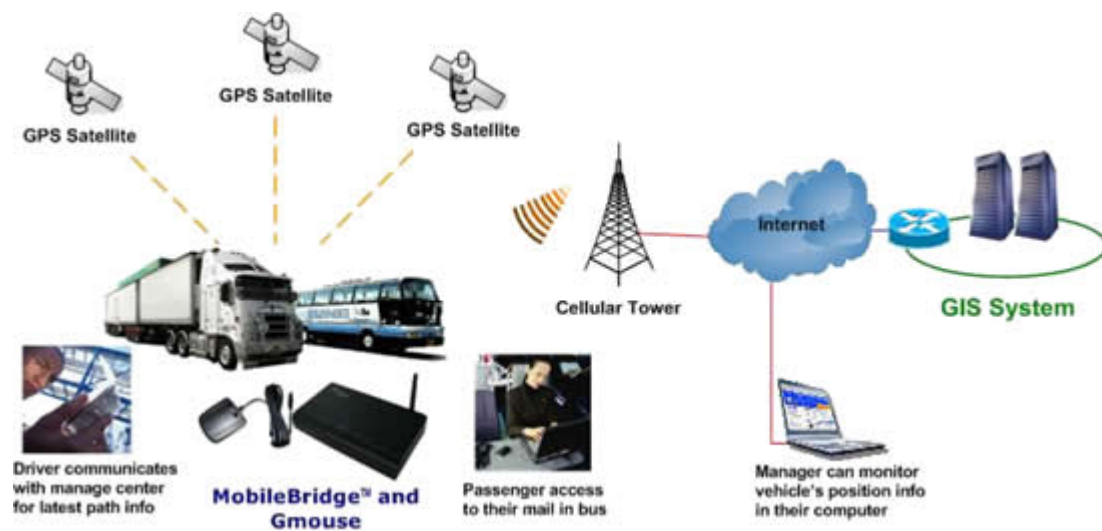 GPS Satellite
GPS Satellite
GPS Satellite
Internet
Cellular Tower
GIS System
Driver communicates
with manage center
for latest path info
MobileBridge™ and
Gmouse
Passenger access
to their mail in bus
Manager can monitor
vehicle's position info
in their computer